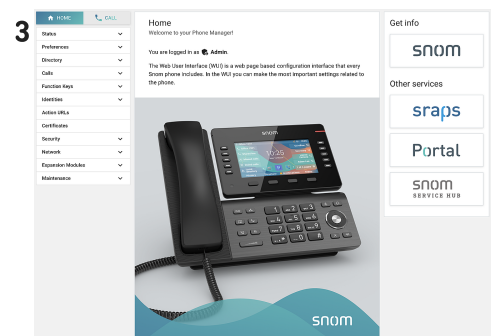 3
HOME
CALL
Status
Preferences
Directory
Calls
Function Keys
Identities
Action URLs
Certificates
Security
Network
Expansion Modules
Maintenance
Home
Welcome to your Phone Manager!
You are logged in as Admin.
The Web User Interface (WUI) is a web page based configuration interface that every
Snom phone includes. In the WUI you can make the most important settings related to
the phone.
snom
10:25
snom
Get info
snom
Other services
sraps
Portal
snom
SERVICE HUB